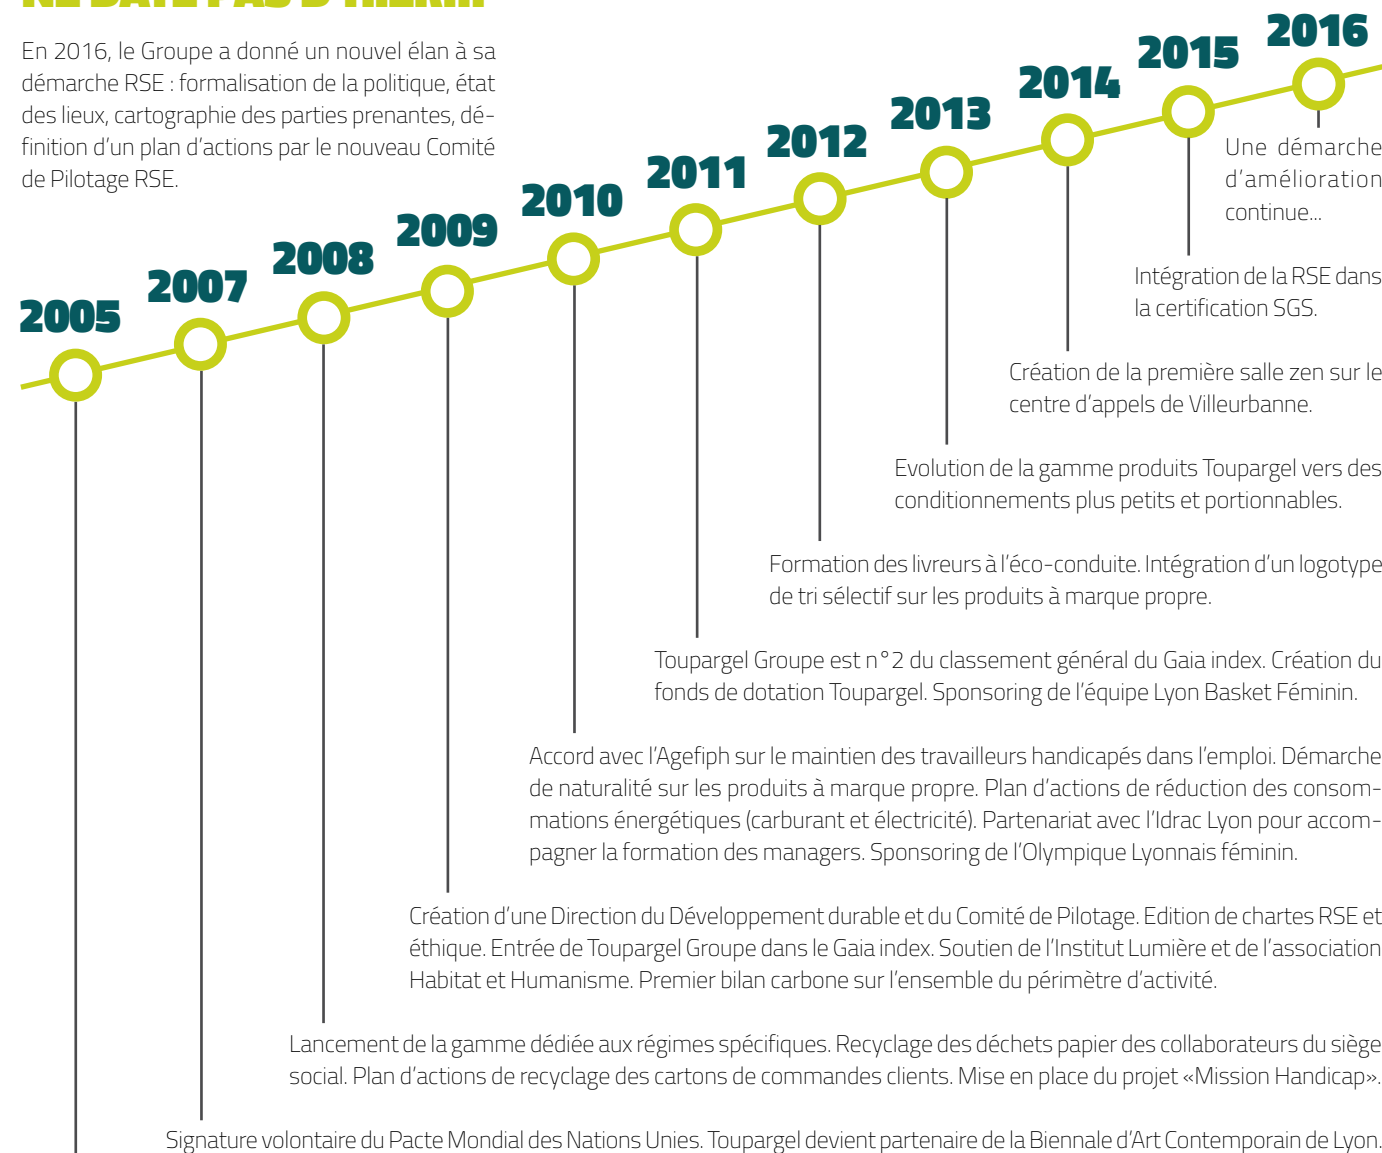 En 2016, le Groupe a donné un nouvel élan à sa
démarche RSE : formalisation de la politique, état
des lieux, cartographie des parties prenantes, dé-
finition d'un plan d'actions par le nouveau Comité
de Pilotage RSE.
2005
2007
2008
2009
2010
2011
2012
2013
2014
2015
2016
Une démarche
d'amélioration
continue...
Intégration de la RSE dans
la certification SGS.
Création de la première salle zen sur le
centre d'appels de Villeurbanne.
Evolution de la gamme produits Toupargel vers des
conditionnements plus petits et portionnables.
Formation des livreurs à l'éco-conduite. Intégration d'un logotype
de tri sélectif sur les produits à marque propre.
Toupargel Groupe est n°2 du classement général du Gaia index. Création du
fonds de dotation Toupargel. Sponsoring de l'équipe Lyon Basket Féminin.
Accord avec l'Agefiph sur le maintien des travailleurs handicapés dans l'emploi. Démarche
de naturalité sur les produits à marque propre. Plan d'actions de réduction des consom-
mations énergétiques (carburant et électricité). Partenariat avec l'Idrac Lyon pour accom-
pagner la formation des managers. Sponsoring de l'Olympique Lyonnais féminin.
Création d'une Direction du Développement durable et du Comité de Pilotage. Edition de chartes RSE et
éthique. Entrée de Toupargel Groupe dans le Gaia index. Soutien de l'Institut Lumière et de l'association
Habitat et Humanisme. Premier bilan carbone sur l'ensemble du périmètre d'activité.
Lancement de la gamme dédiée aux régimes spécifiques. Recyclage des déchets papier des collaborateurs du siège
social. Plan d'actions de recyclage des cartons de commandes clients. Mise en place du projet «Mission Handicap».
Signature volontaire du Pacte Mondial des Nations Unies. Toupargel devient partenaire de la Biennale d'Art Contemporain de Lyon.